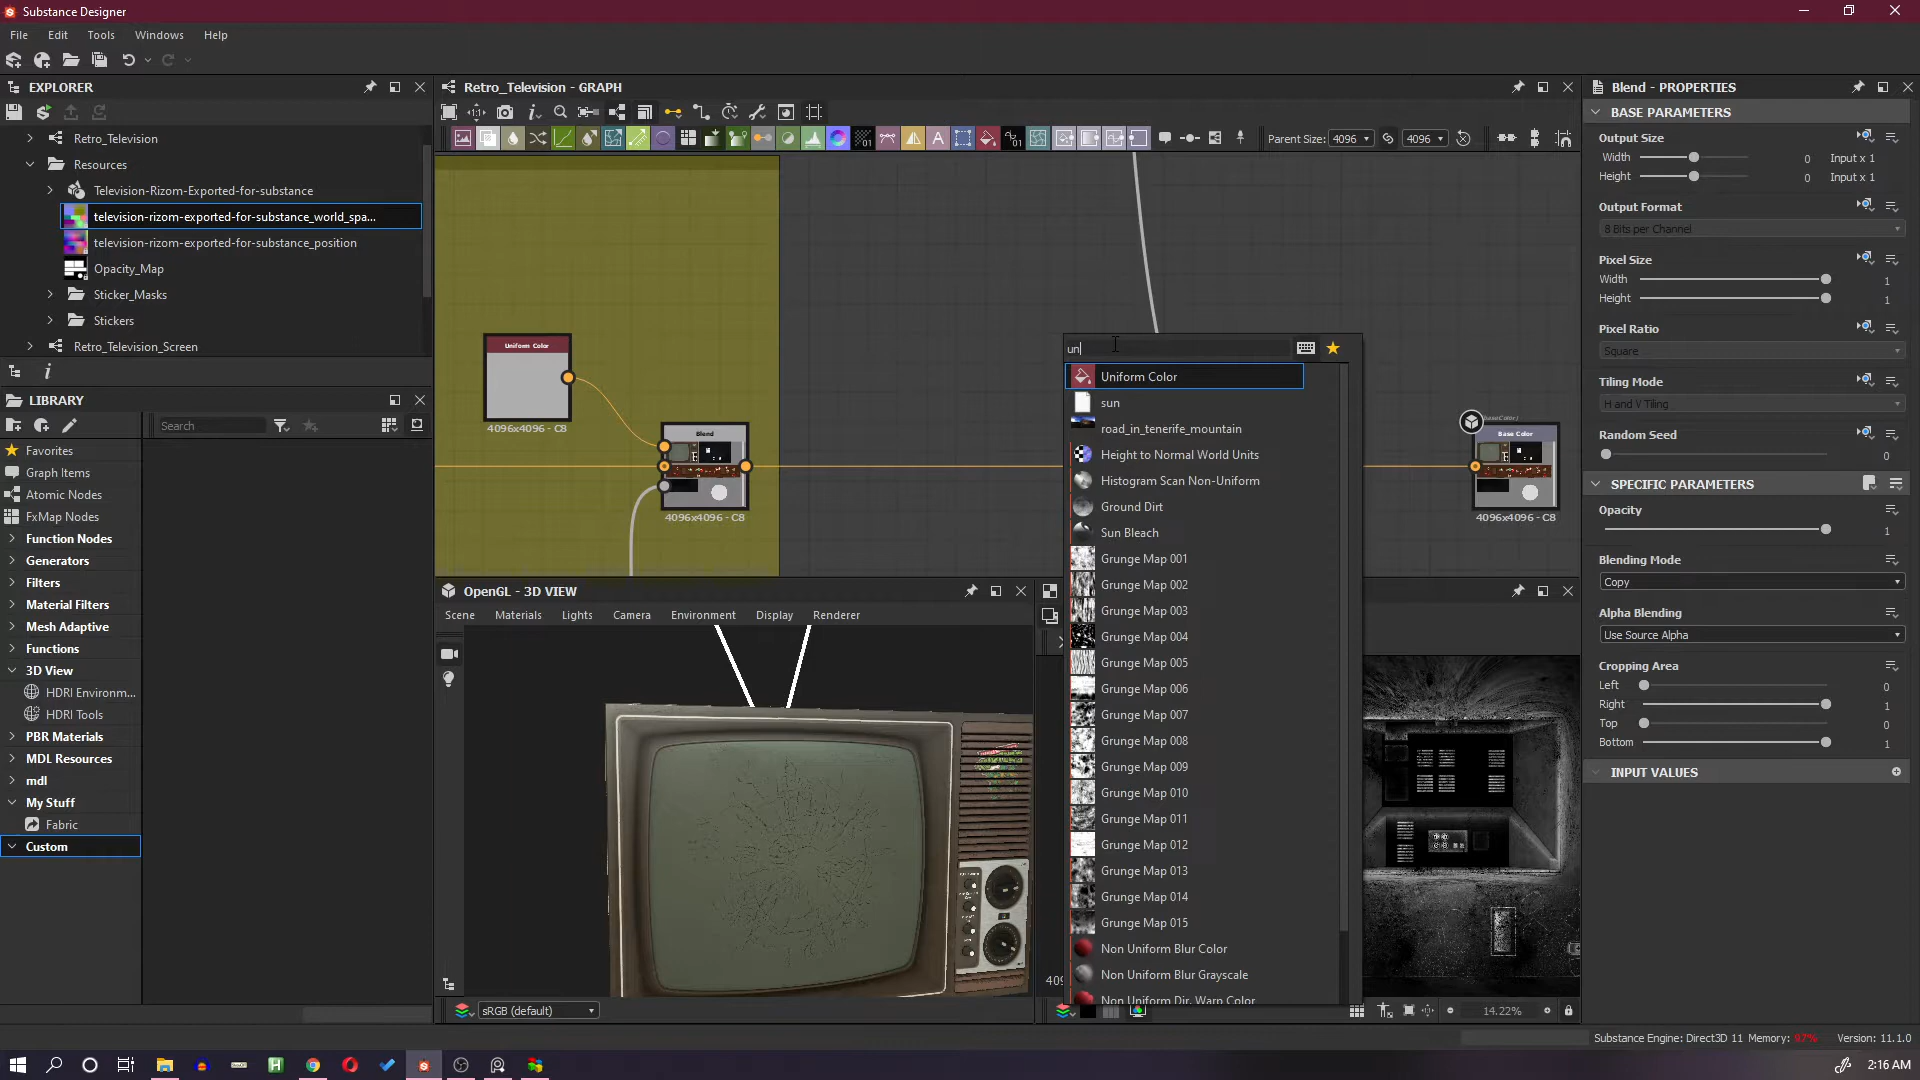 Substance Designer
File Edit Tools Windows Help
EXPLORER
Retro_Television
Resources
Television-Rizom-Exported-for-substance
television-rizom-exported-for-substance_world_spa...
television-rizom-exported-for-substance_position
Opacity_Map
Sticker_Masks
Stickers
Retro_Television_Screen
LIBRARY
Search
Favorites
Graph Items
Atomic Nodes
FxMap Nodes
Function Nodes
Generators
Filters
Material Filters
Mesh Adaptive
Functions
3D View
HDRI Environm...
HDRI Tools
PBR Materials
MDL Resources
mdl
My Stuff
Fabric
Custom
Retro_Television - GRAPH
Parent Size: 4096 4096
Uniform Color
4096x4096 - C8
Blend
4096x4096 - C8
Base Color
4096x4096 - C8
un
Uniform Color
sun
road_in_tenerife_mountain
Height to Normal World Units
Histogram Scan Non-Uniform
Ground Dirt
Sun Bleach
Grunge Map 001
Grunge Map 002
Grunge Map 003
Grunge Map 004
Grunge Map 005
Grunge Map 006
Grunge Map 007
Grunge Map 008
Grunge Map 009
Grunge Map 010
Grunge Map 011
Grunge Map 012
Grunge Map 013
Grunge Map 014
Grunge Map 015
Non Uniform Blur Color
Non Uniform Blur Grayscale
Non Uniform Dir. Warp Color
OpenGL - 3D VIEW
Scene Materials Lights Camera Environment Display Renderer
sRGB (default)
14.22%
Blend - PROPERTIES
BASE PARAMETERS
Output Size
Width 0 Input x 1
Height 0 Input x 1
Output Format
8 Bits per Channel
Pixel Size
Width 1
Height 1
Pixel Ratio
Square
Tiling Mode
H and V Tiling
Random Seed
0
SPECIFIC PARAMETERS
Opacity
1
Blending Mode
Copy
Alpha Blending
Use Source Alpha
Cropping Area
Left 0
Right 1
Top 0
Bottom 1
INPUT VALUES
Substance Engine: Direct3D 11 Memory: 97% Version: 11.1.0
2:16 AM